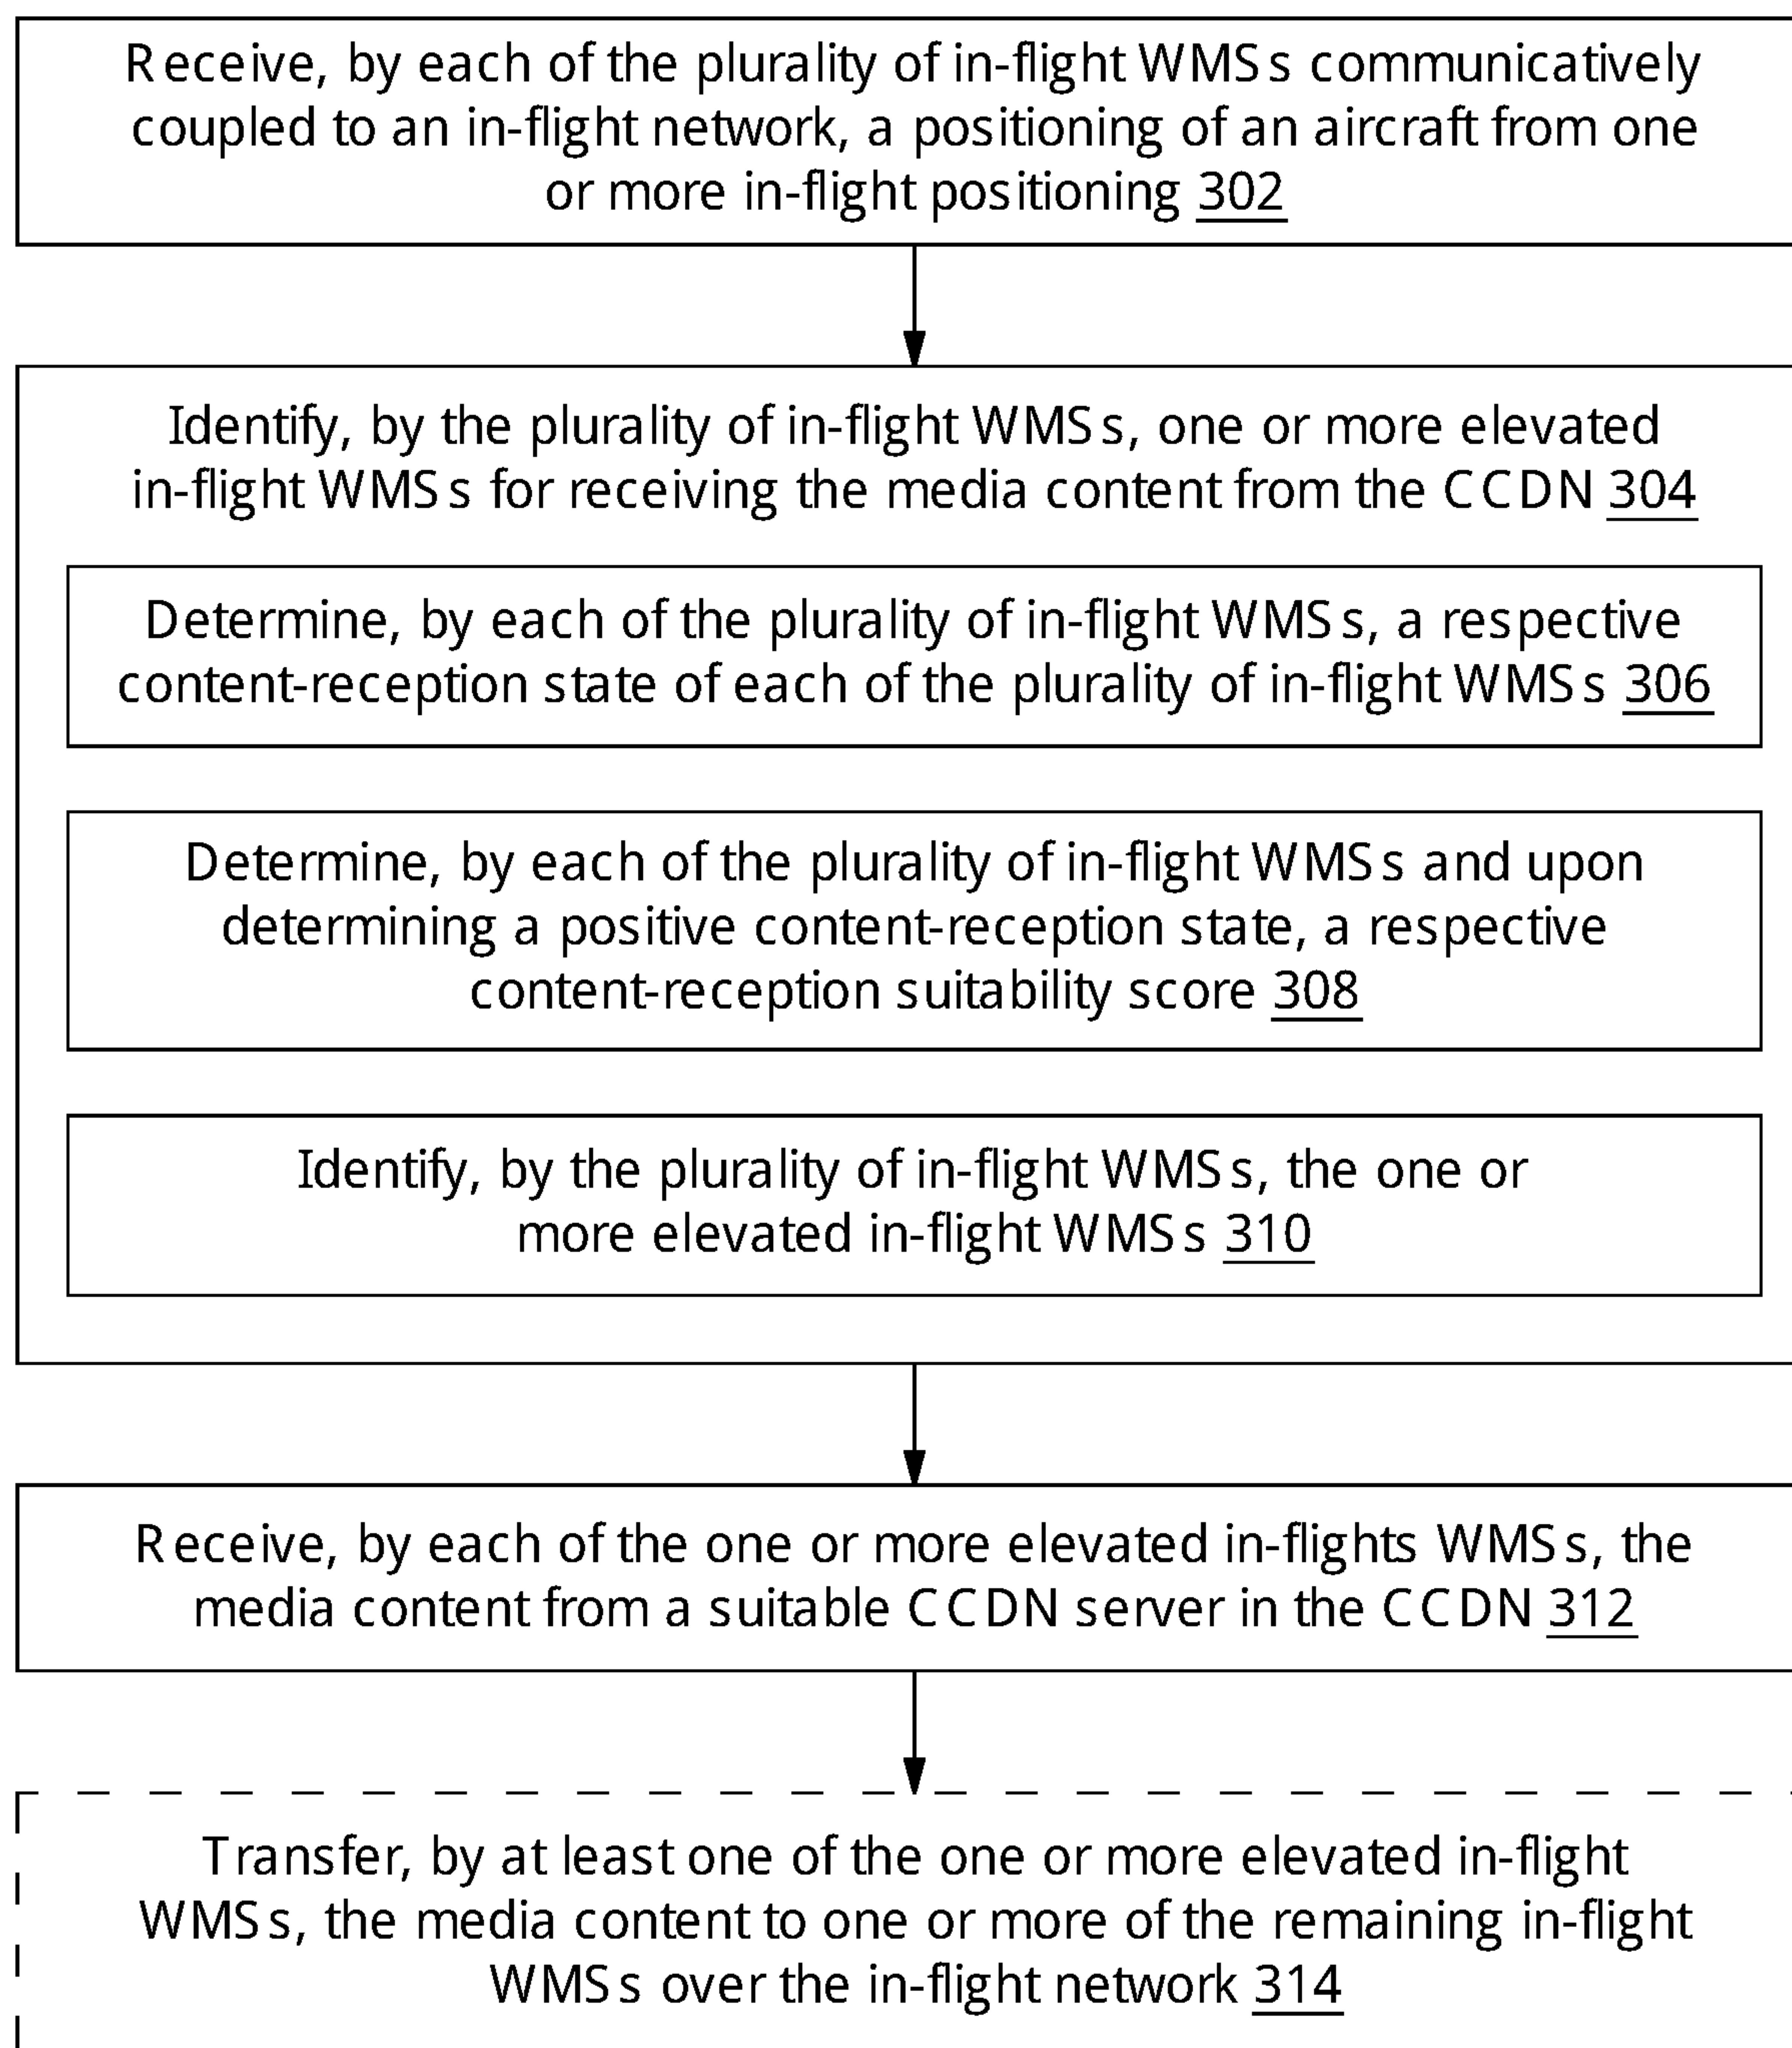 Receive, by each of the plurality of in-flight WMSs communicatively
coupled to an in-flight network, a positioning of an aircraft from one
or more in-flight positioning 302
Identify, by the plurality of in-flight WMSs, one or more elevated
in-flight WMSs for receiving the media content from the CCDN 304
Determine, by each of the plurality of in-flight WMSs, a respective
content-reception state of each of the plurality of in-flight WMSs 306
Determine, by each of the plurality of in-flight WMSs and upon
determining a positive content-reception state, a respective
content-reception suitability score 308
Identify, by the plurality of in-flight WMSs, the one or
more elevated in-flight WMSs 310
Receive, by each of the one or more elevated in-flights WMSs, the
media content from a suitable CCDN server in the CCDN 312
Transfer, by at least one of the one or more elevated in-flight
WMSs, the media content to one or more of the remaining in-flight
WMSs over the in-flight network 314